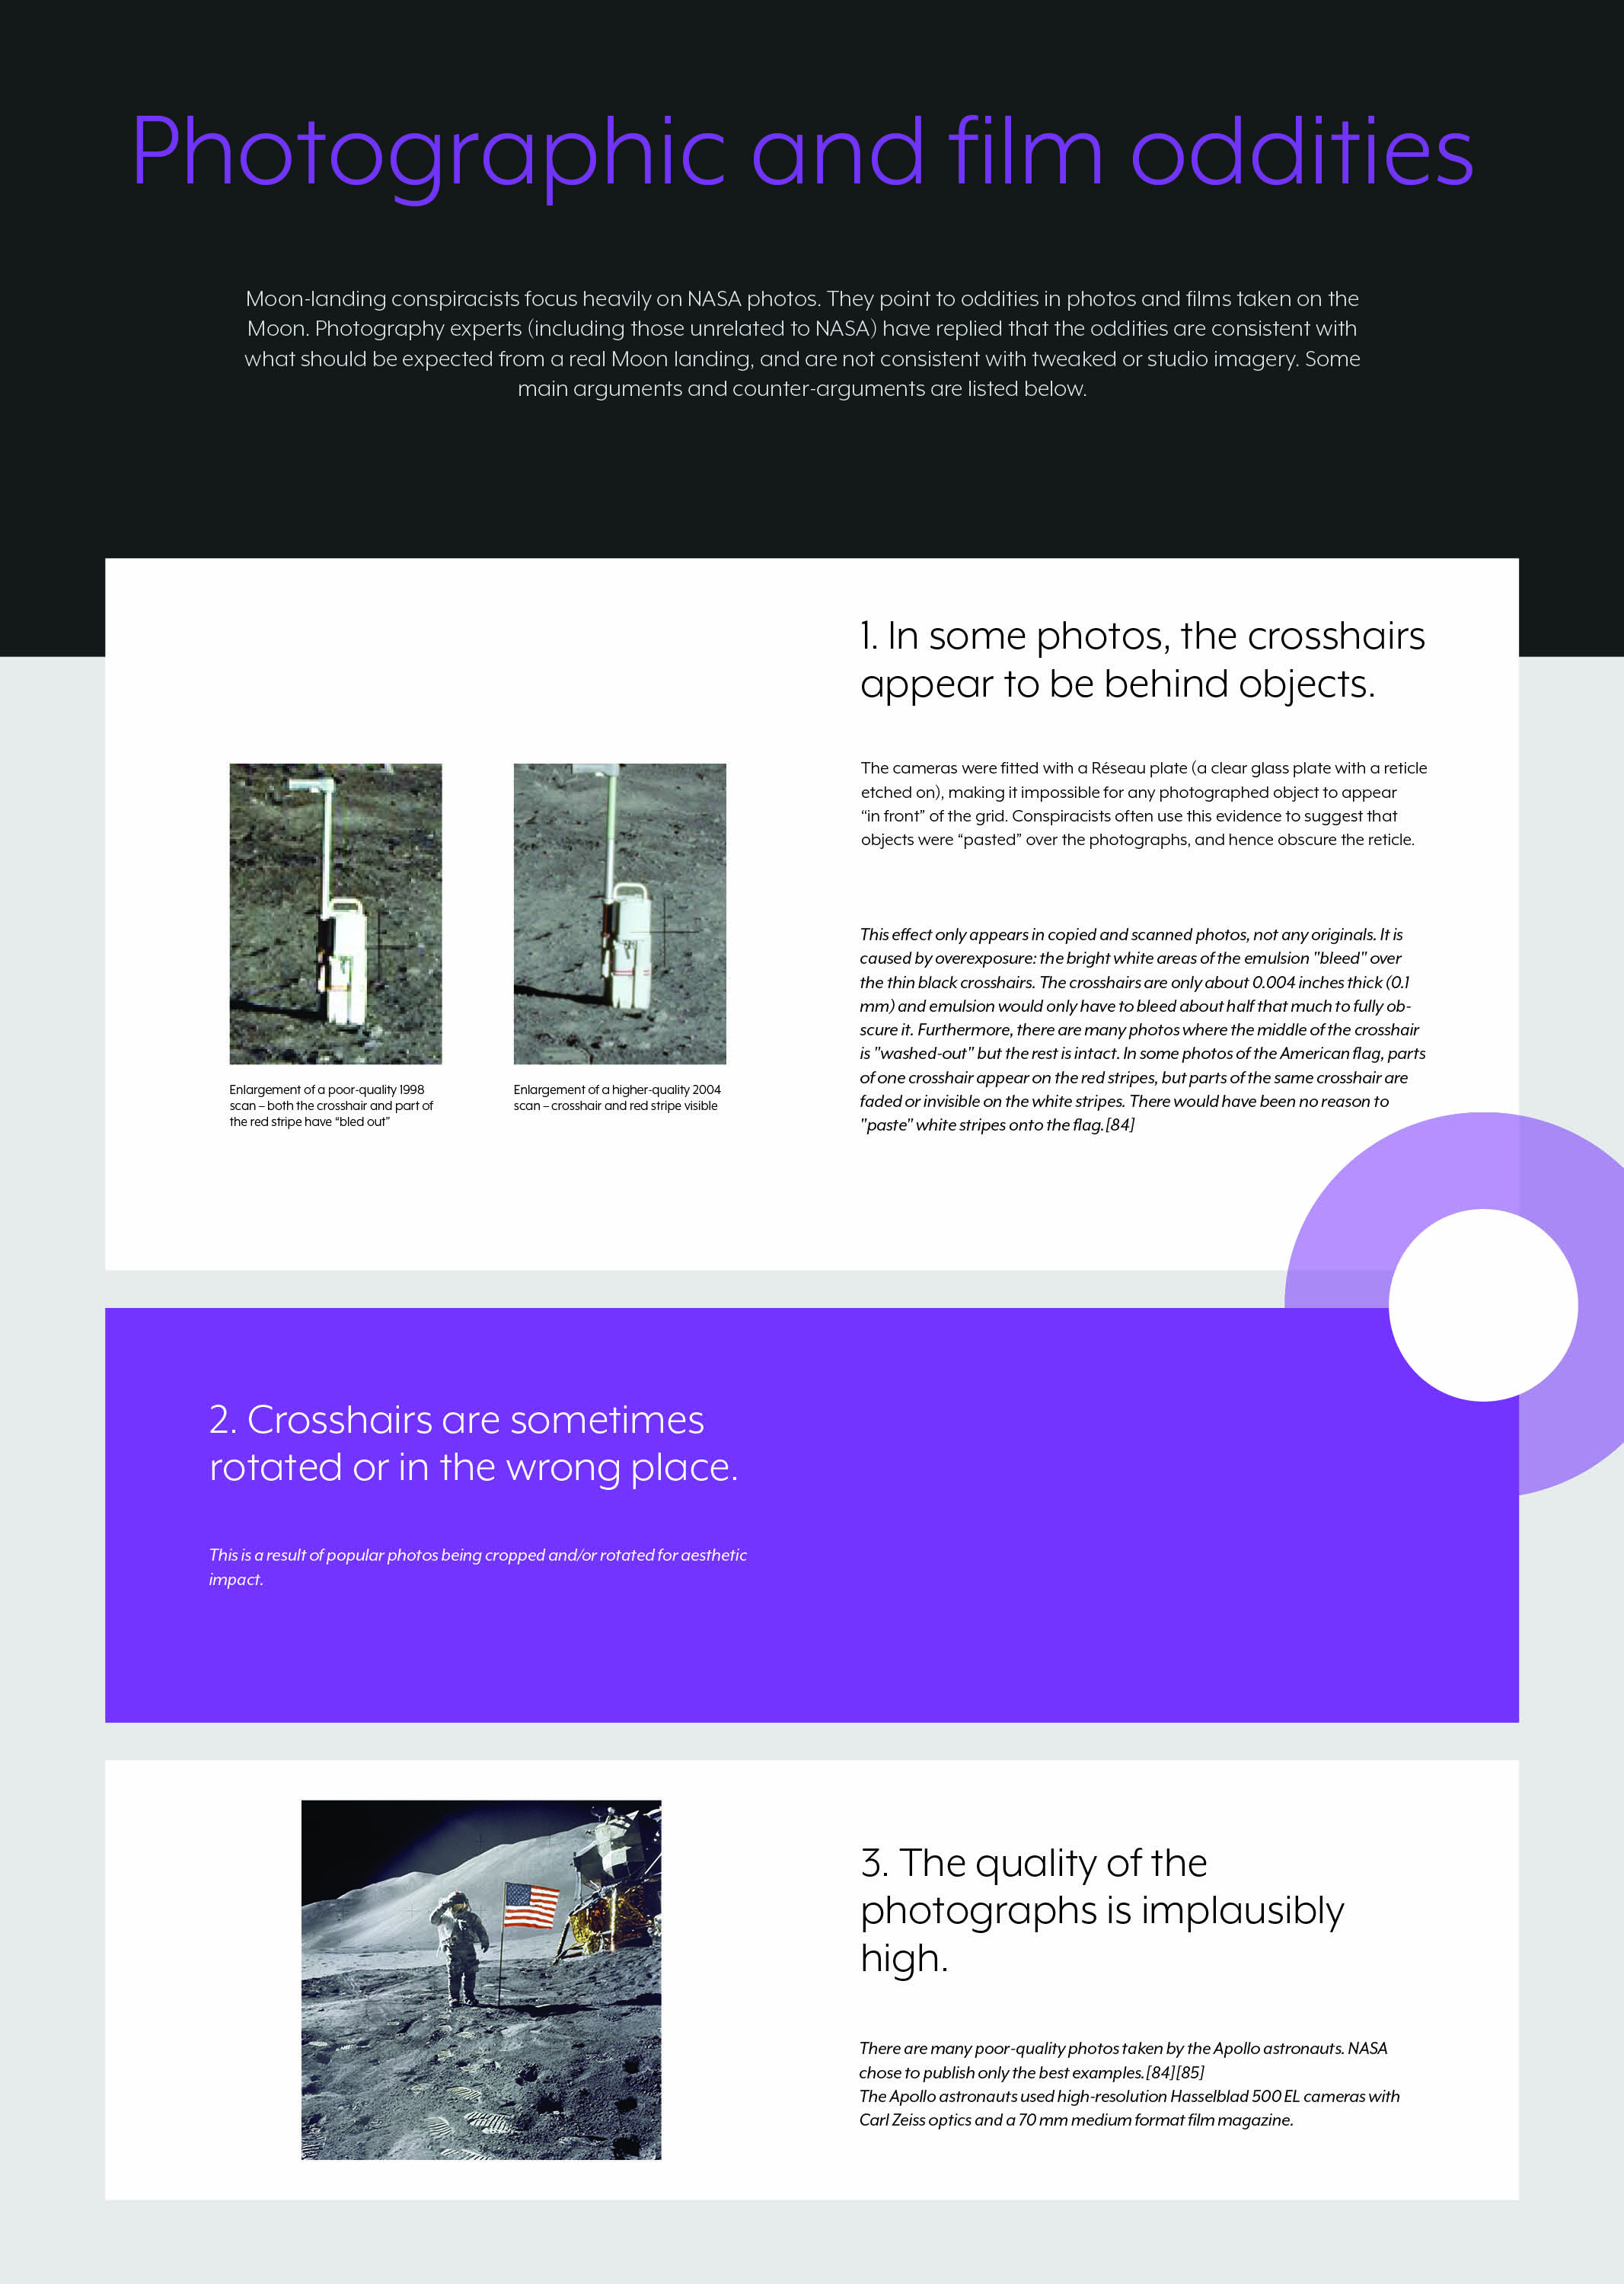 Photographic and film oddities
Moon-landing conspiracists focus heavily on NASA photos. They point to oddities in photos and films taken on the
Moon. Photography experts (including those unrelated to NASA) have replied that the oddities are consistent with
what should be expected from a real Moon landing, and are not consistent with tweaked or studio imagery. Some
main arguments and counter-arguments are listed below.
1. In some photos, the crosshairs
appear to be behind objects.
The cameras were fitted with a Réseau plate (a clear glass plate with a reticle
etched on), making it impossible for any photographed object to appear
“in front” of the grid. Conspiracists often use this evidence to suggest that
objects were “pasted” over the photographs, and hence obscure the reticle.
This effect only appears in copied and scanned photos, not any originals. It is
caused by overexposure: the bright white areas of the emulsion "bleed" over
the thin black crosshairs. The crosshairs are only about 0.004 inches thick (0.1
mm) and emulsion would only have to bleed about half that much to fully ob-
scure it. Furthermore, there are many photos where the middle of the crosshair
is "washed-out" but the rest is intact. In some photos of the American flag, parts
of one crosshair appear on the red stripes, but parts of the same crosshair are
faded or invisible on the white stripes. There would have been no reason to
"paste" white stripes onto the flag.[84]
Enlargement of a poor-quality 1998
scan – both the crosshair and part of
the red stripe have “bled out”
Enlargement of a higher-quality 2004
scan – crosshair and red stripe visible
2. Crosshairs are sometimes
rotated or in the wrong place.
This is a result of popular photos being cropped and/or rotated for aesthetic
impact.
3. The quality of the
photographs is implausibly
high.
There are many poor-quality photos taken by the Apollo astronauts. NASA
chose to publish only the best examples.[84][85]
The Apollo astronauts used high-resolution Hasselblad 500 EL cameras with
Carl Zeiss optics and a 70 mm medium format film magazine.